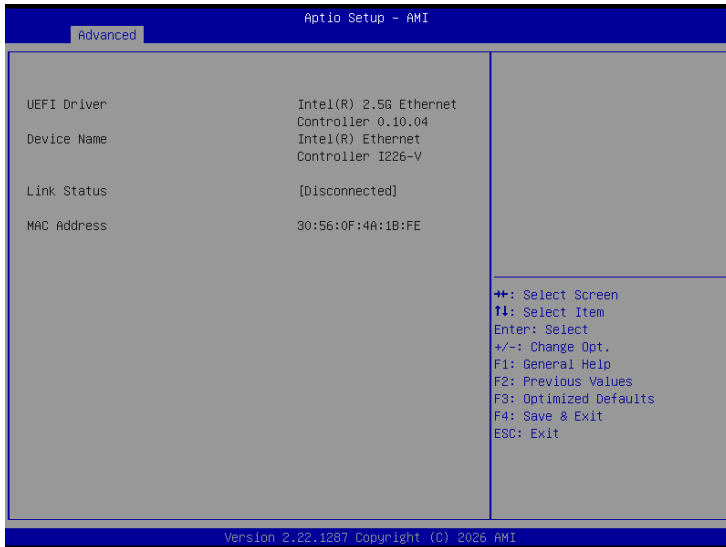 Aptio Setup - AMI
Advanced
UEFI Driver Intel(R) 2.5G Ethernet
Controller 0.10.04
Device Name Intel(R) Ethernet
Controller I226-V
Link Status [Disconnected]
MAC Address 30:56:0F:4A:1B:FE
→←: Select Screen
↑↓: Select Item
Enter: Select
+/-: Change Opt.
F1: General Help
F2: Previous Values
F3: Optimized Defaults
F4: Save & Exit
ESC: Exit
Version 2.22.1287 Copyright (C) 2026 AMI